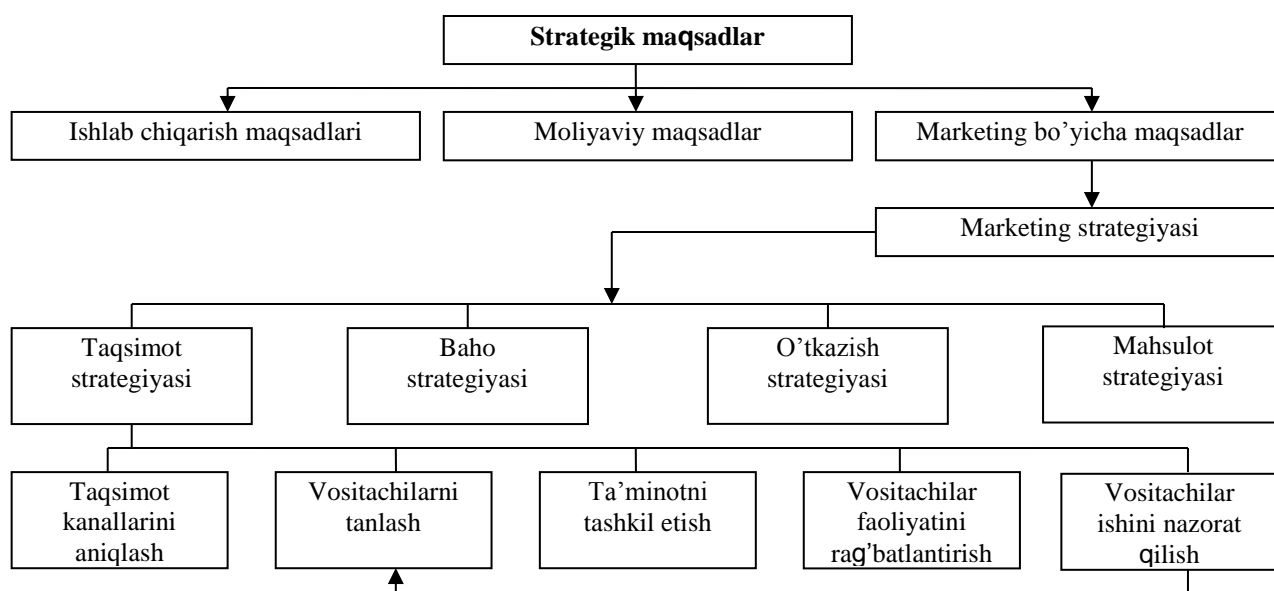 Strategik maqsadlar
Ishlab chiqarish maqsadlari
Moliyaviy maqsadlar
Marketing bo’yicha maqsadlar
Marketing strategiyasi
Taqsimot
strategiyasi
Baho
strategiyasi
O’tkazish
strategiyasi
Mahsulot
strategiyasi
Taqsimot
kanallarini
aniqlash
Vositachilarni
tanlash
Ta’minotni
tashkil etish
Vositachilar
faoliyatini
rag’batlantirish
Vositachilar
ishini nazorat
qilish